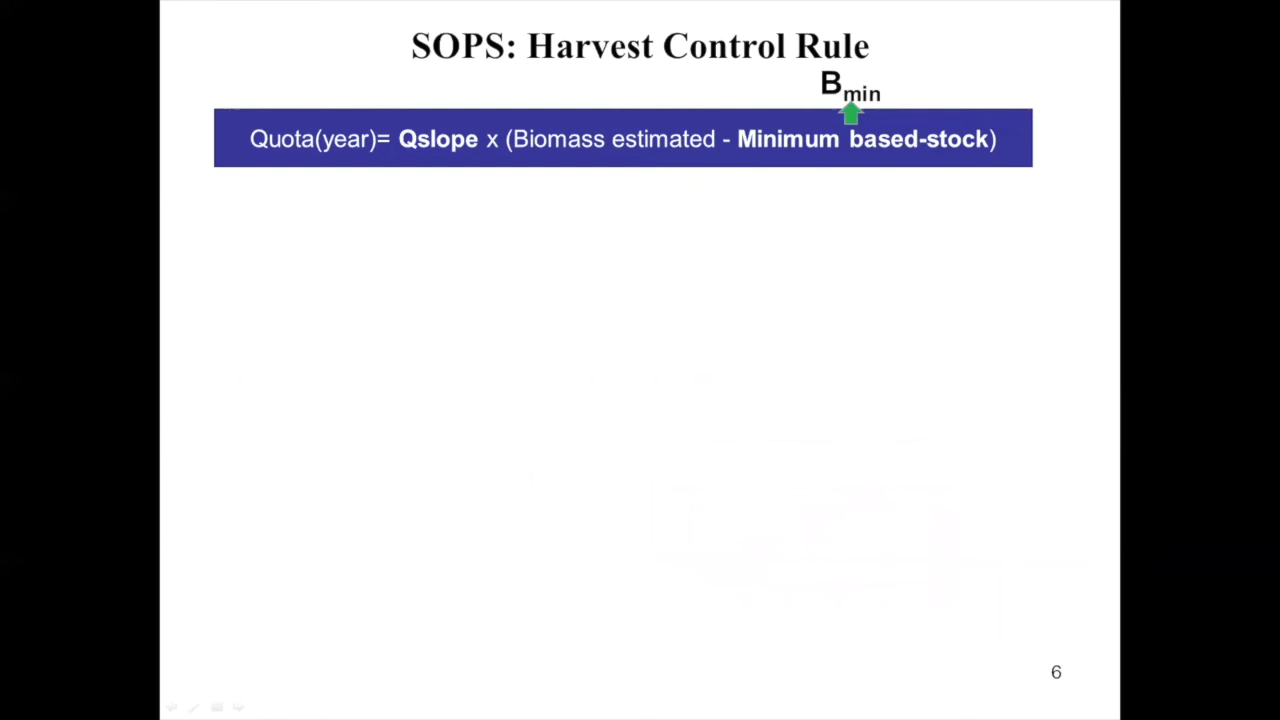 SOPS: Harvest Control Rule
Bmin
Quota(year)= Qslope x (Biomass estimated - Minimum based-stock)
6